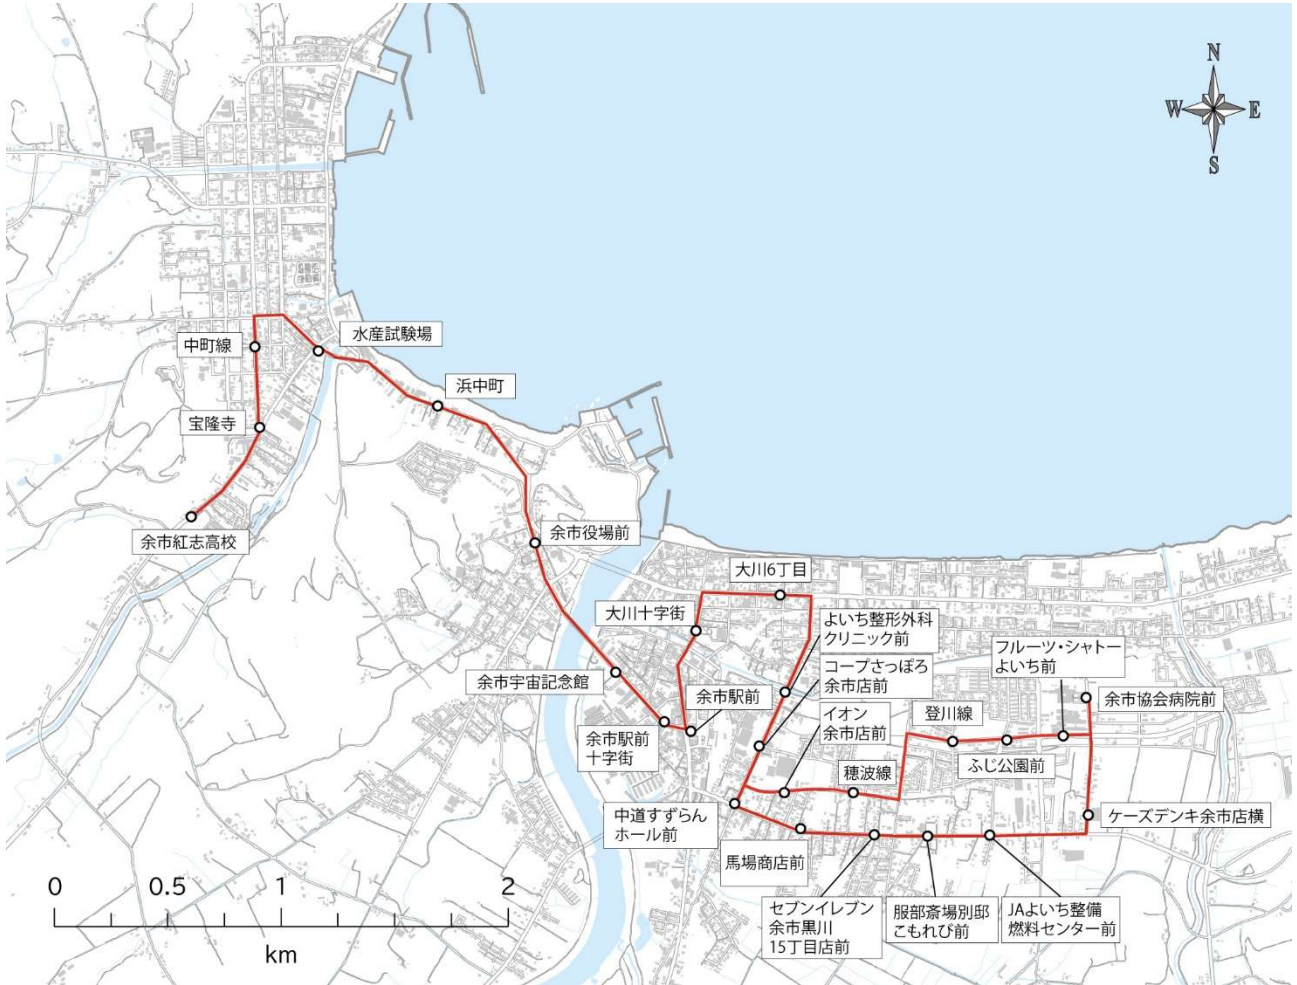 N
W
E
S
水産試験場
中町線
浜中町
宝隆寺
余市紅志高校
余市役場前
大川6丁目
大川十字街
よいち整形外科
クリニック前
フルーツ・シャトー
よいち前
コープさっぽろ
余市店前
余市宇宙記念館
余市駅前
余市協会病院前
イオン
余市店前
登川線
余市駅前
十字街
ふじ公園前
穂波線
中道すずらん
ホール前
ケーズデンキ余市店横
馬場商店前
セブンイレブン
余市黒川
15丁目店前
服部斎場別邸
こもれび前
JAよいち整備
燃料センター前
0
0.5
1
2
km